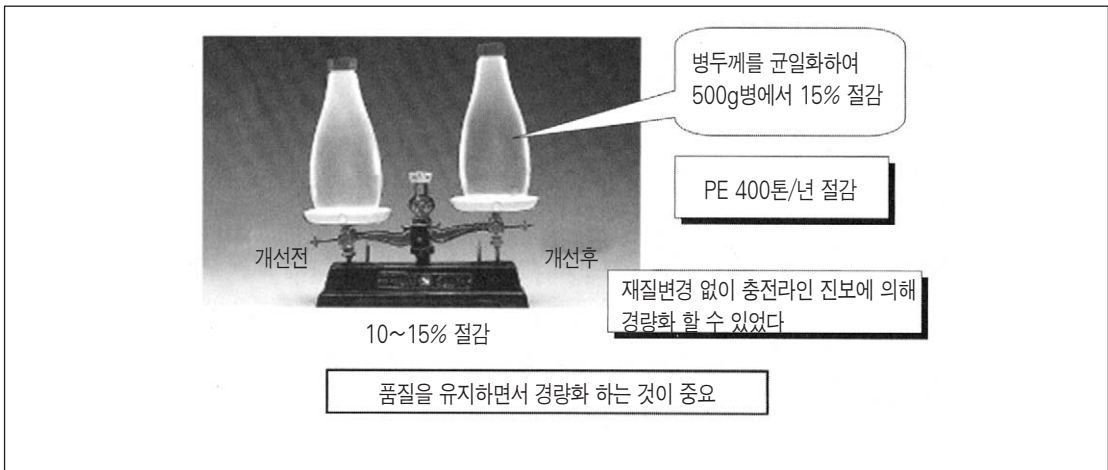 병두께를 균일화하여
500g병에서 15% 절감
PE 400톤/년 절감
개선전
개선후
재질변경 없이 충전라인 진보에 의해
경량화 할 수 있었다
10~15% 절감
품질을 유지하면서 경량화 하는 것이 중요